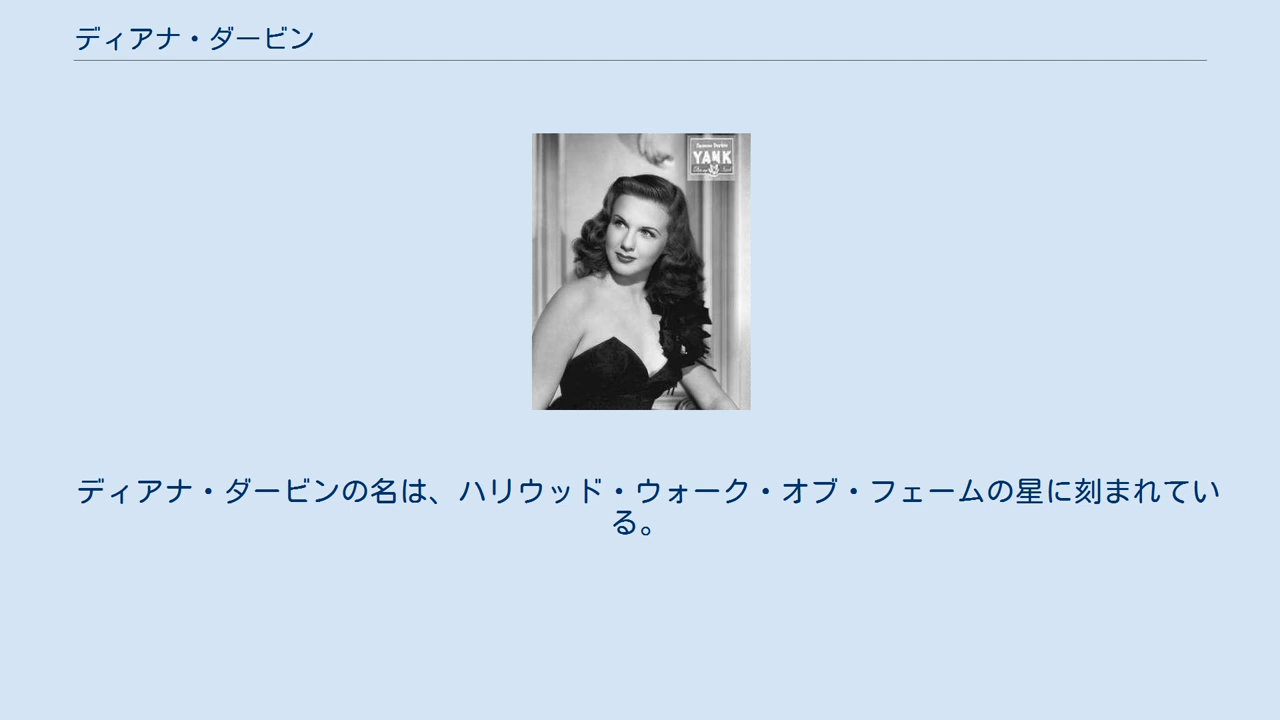 ディアナ・ダービン
YANK
ディアナ・ダービンの名は、ハリウッド・ウォーク・オブ・フェームの星に刻まれてい
る。